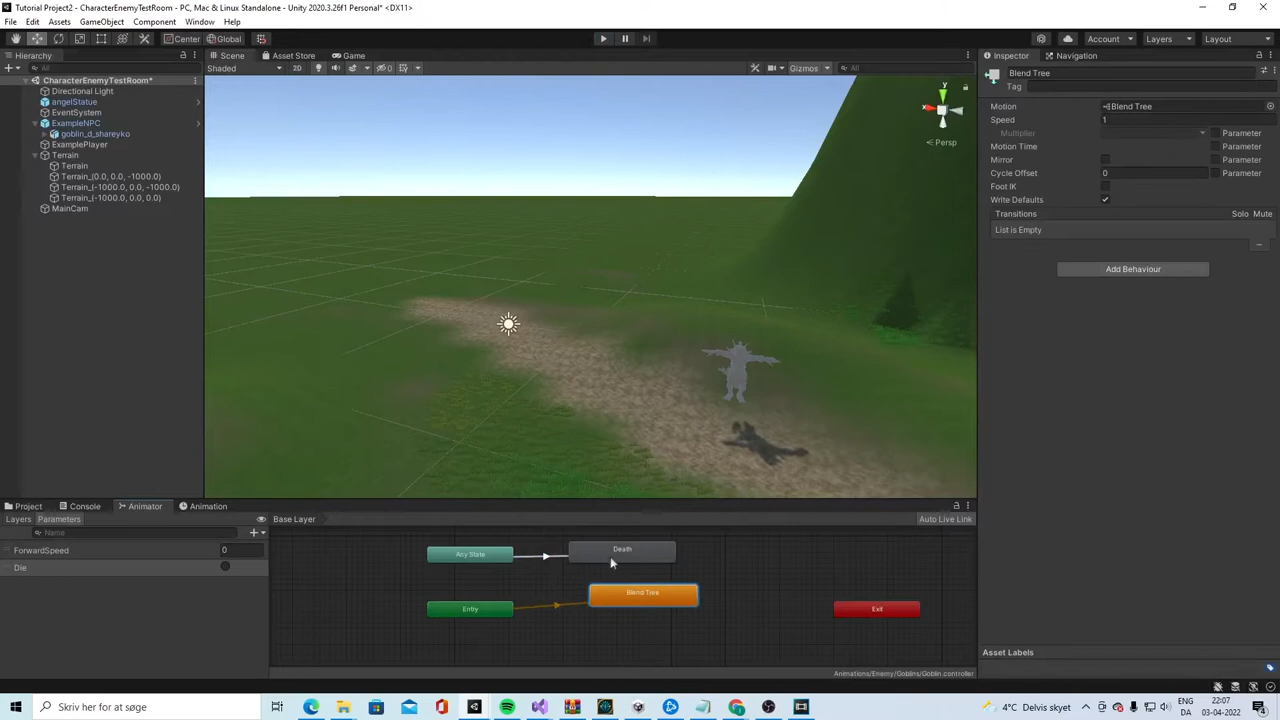 Tutorial Project2 - CharacterEnemyTestRoom - PC, Mac & Linux Standalone - Unity 2020.3.26f1 Personal* <DX11>
File Edit Assets GameObject Component Window Help
Center Global Account Layers Layout
Hierarchy
Scene Asset Store Game
Inspector Navigation
All
Shaded 2D 0 Gizmos All
Blend Tree
Tag
CharacterEnemyTestRoom*
Directional Light
angelStatue
EventSystem
ExampleNPC
goblin_d_shareyko
ExamplePlayer
Terrain
Terrain
Terrain_(0.0, 0.0, -1000.0)
Terrain_(-1000.0, 0.0, -1000.0)
Terrain_(-1000.0, 0.0, 0.0)
MainCam
y
x
Persp
Motion Blend Tree
Speed 1
Multiplier Parameter
Motion Time Parameter
Mirror Parameter
Cycle Offset 0 Parameter
Foot IK
Write Defaults
Transitions Solo Mute
List is Empty
Add Behaviour
Project Console Animator Animation
Layers Parameters Base Layer Auto Live Link
Name
ForwardSpeed 0
Die
Any State
Death
Blend Tree
Entry
Exit
Animations/Enemy/Goblins/Goblin.controller
Asset Labels
Skriv her for at søge
4°C Delvis skyet
ENG
DA
22:07
03-04-2022